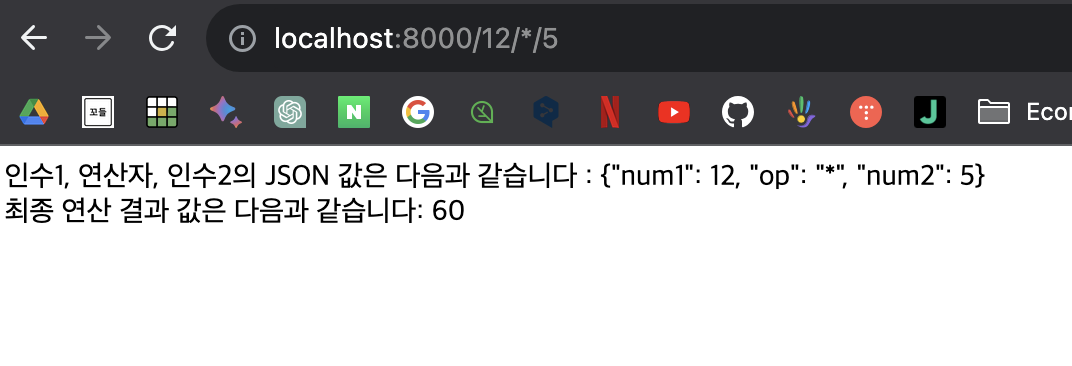 localhost:8000/12/*/5
꼬들
N
G
N
J
Econ
인수1, 연산자, 인수2의 JSON 값은 다음과 같습니다 : {"num1": 12, "op": "*", "num2": 5}
최종 연산 결과 값은 다음과 같습니다: 60